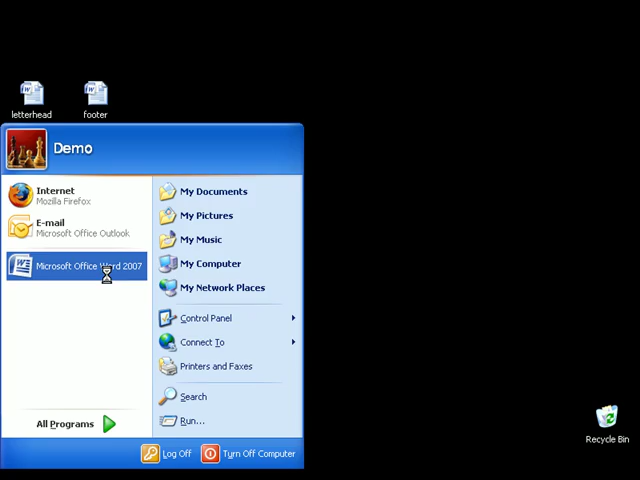 letterhead
footer
Demo
Internet
Mozilla Firefox
E-mail
Microsoft Office Outlook
Microsoft Office Word 2007
All Programs
My Documents
My Pictures
My Music
My Computer
My Network Places
Control Panel
Connect To
Printers and Faxes
Search
Run...
Log Off
Turn Off Computer
Recycle Bin